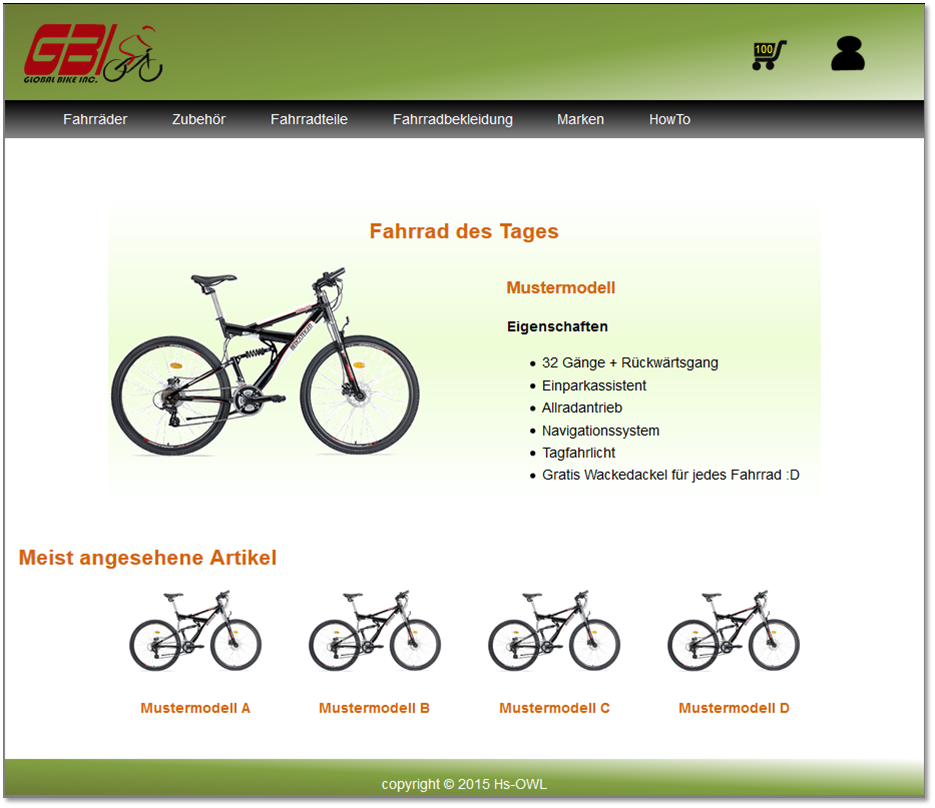 GBI
GLOBAL BIKE INC.
100
Fahrräder Zubehör Fahrradteile Fahrradbekleidung Marken HowTo
Fahrrad des Tages
Mustermodell
Eigenschaften
32 Gänge + Rückwärtsgang
Einparkassistent
Allradantrieb
Navigationssystem
Tagfahrlicht
Gratis Wackedackel für jedes Fahrrad :D
Meist angesehene Artikel
Mustermodell A Mustermodell B Mustermodell C Mustermodell D
copyright © 2015 Hs-OWL